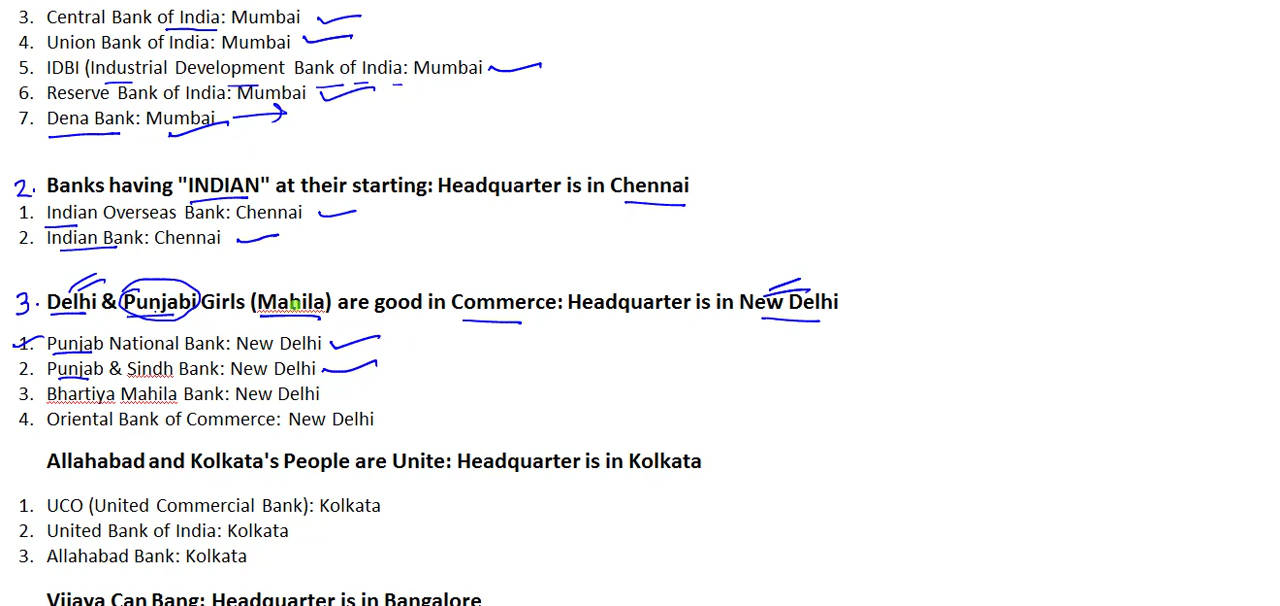 3. Central Bank of India: Mumbai
4. Union Bank of India: Mumbai
5. IDBI (Industrial Development Bank of India: Mumbai
6. Reserve Bank of India: Mumbai
7. Dena Bank: Mumbai
2. Banks having "INDIAN" at their starting: Headquarter is in Chennai
1. Indian Overseas Bank: Chennai
2. Indian Bank: Chennai
3. Delhi & Punjabi Girls (Mahila) are good in Commerce: Headquarter is in New Delhi
1. Punjab National Bank: New Delhi
2. Punjab & Sindh Bank: New Delhi
3. Bhartiya Mahila Bank: New Delhi
4. Oriental Bank of Commerce: New Delhi
Allahabad and Kolkata's People are Unite: Headquarter is in Kolkata
1. UCO (United Commercial Bank): Kolkata
2. United Bank of India: Kolkata
3. Allahabad Bank: Kolkata
Vijaya Can Bang: Headquarter is in Bangalore